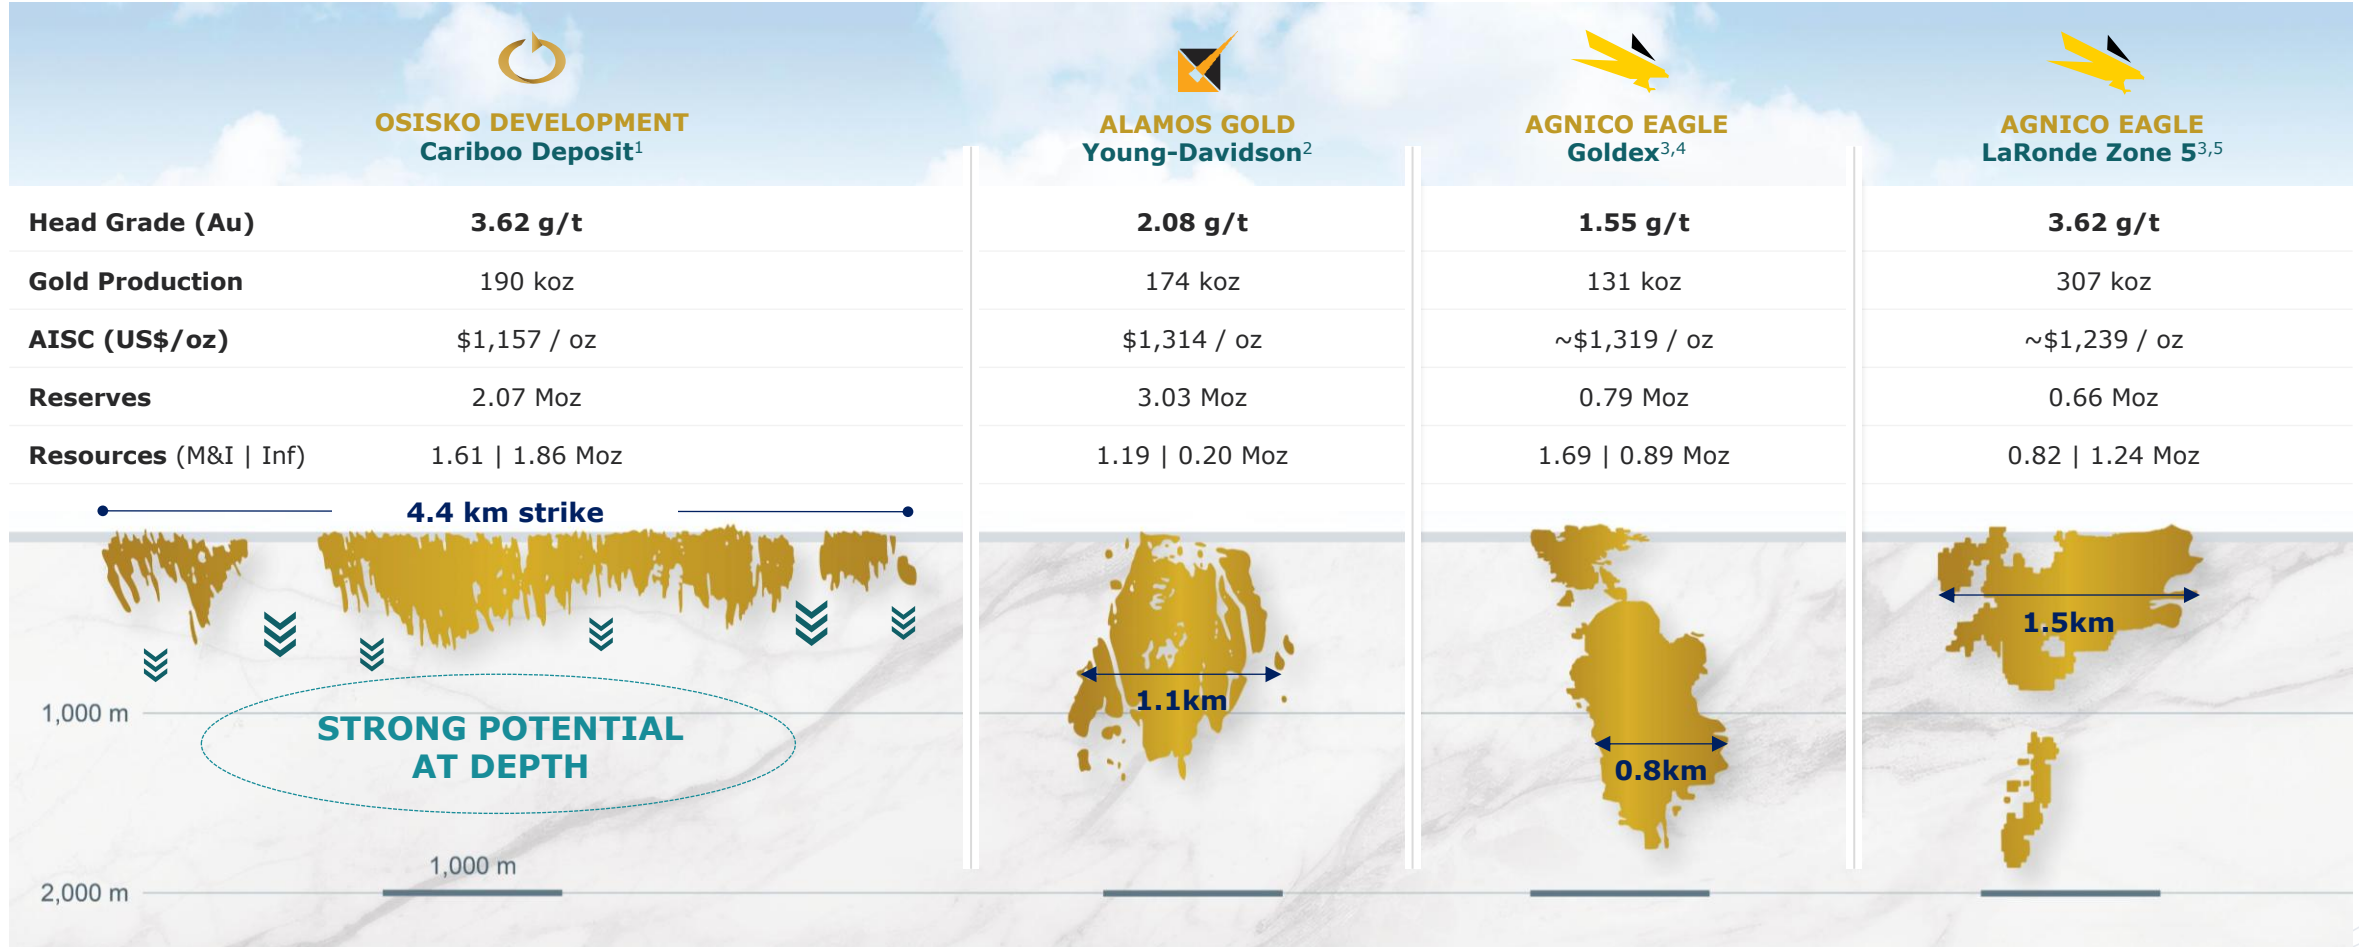 OSISKO DEVELOPMENT
Cariboo Deposit1
ALAMOS GOLD
Young-Davidson2
AGNICO EAGLE
Goldex3,4
AGNICO EAGLE
LaRonde Zone 53,5
Head Grade (Au) 3.62 g/t 2.08 g/t 1.55 g/t 3.62 g/t
Gold Production 190 koz 174 koz 131 koz 307 koz
AISC (US$/oz) $1,157 / oz $1,314 / oz ~$1,319 / oz ~$1,239 / oz
Reserves 2.07 Moz 3.03 Moz 0.79 Moz 0.66 Moz
Resources (M&I | Inf) 1.61 | 1.86 Moz 1.19 | 0.20 Moz 1.69 | 0.89 Moz 0.82 | 1.24 Moz
4.4 km strike
1.5km
1.1km
1,000 m
STRONG POTENTIAL
AT DEPTH
0.8km
1,000 m
2,000 m